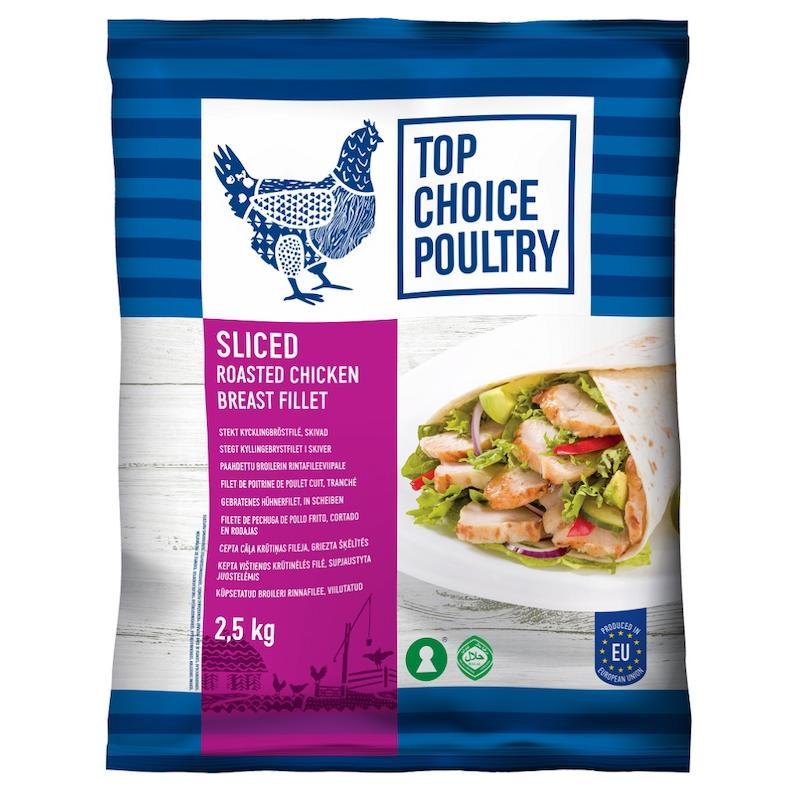 TOP
CHOICE
POULTRY
SLICED
ROASTED CHICKEN
BREAST FILLET
STEKT KYCKLINGBRÖSTFILÉ, SKIVAD
STEGT KYLLINGEBRYSTFILET I SKIVER
PAAHDETTU BROILERIN RINTAFILEEVIIPALE
FILET DE POITRINE DE POULET CUIT, TRANCHÉ
GEBRATENES HÜHNERFILET, IN SCHEIBEN
FILETE DE PECHUGA DE POLLO FRITO, CORTADO
EN RODAJAS
CEPTA CĀĻA KRŪTIŅAS FILEJA, GRIEZTA ŠĶĒLĪTĒS
KEPTA VIŠTIENOS KRŪTINĖLĖS FILĖ, SUPJAUSTYTA
JUOSTELĖMIS
KÜPSETATUD BROILERI RINNAFILEE, VIILUTATUD
2,5 kg
®
حلال
PRODUCED IN
EU
EUROPEAN UNION